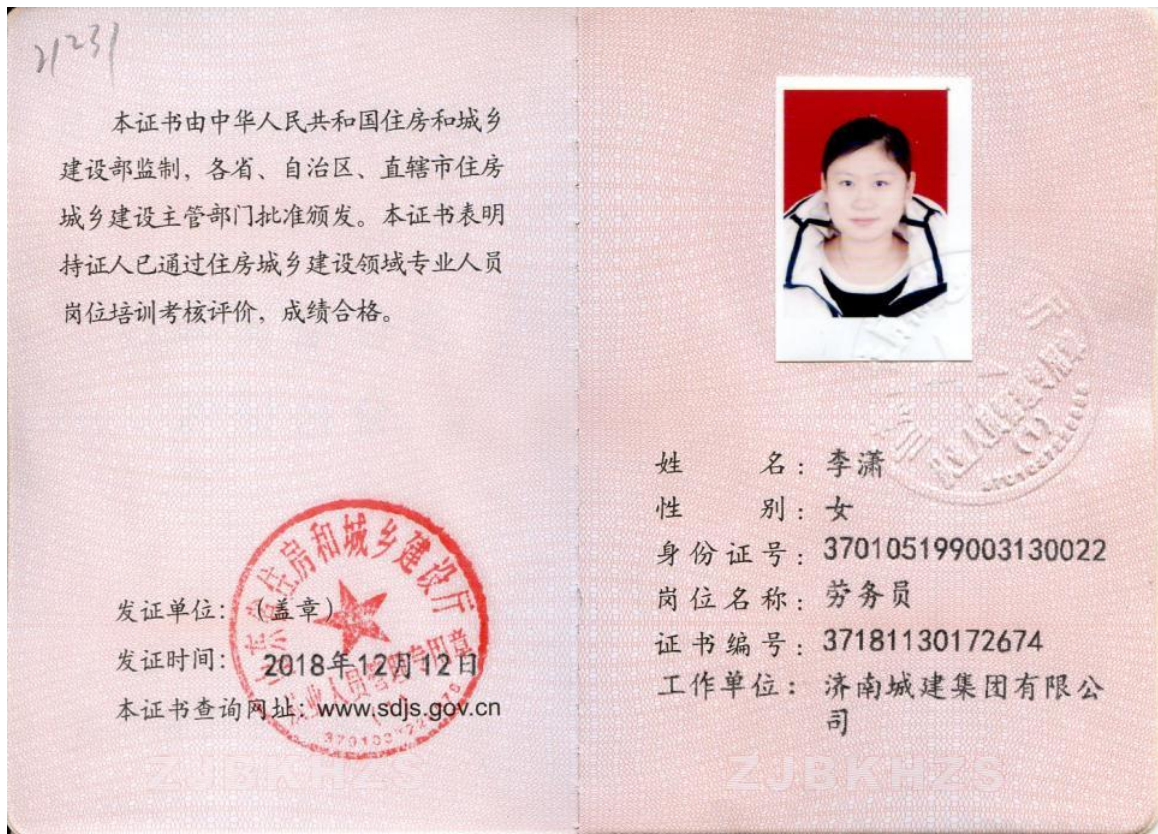 21231
本证书由中华人民共和国住房和城乡
建设部监制，各省、自治区、直辖市住房
城乡建设主管部门批准颁发。本证书表明
持证人已通过住房城乡建设领域专业人员
岗位培训考核评价，成绩合格。
山东省住房和城乡建设厅
发证单位：（盖章）
发证时间：2018年12月12日
本证书查询网址：www.sdjs.gov.cn
ZJBKHZS
姓名：李潇
性别：女
身份证号：370105199003130022
岗位名称：劳务员
证书编号：37181130172674
工作单位：济南城建集团有限公
司
ZJBKHZS